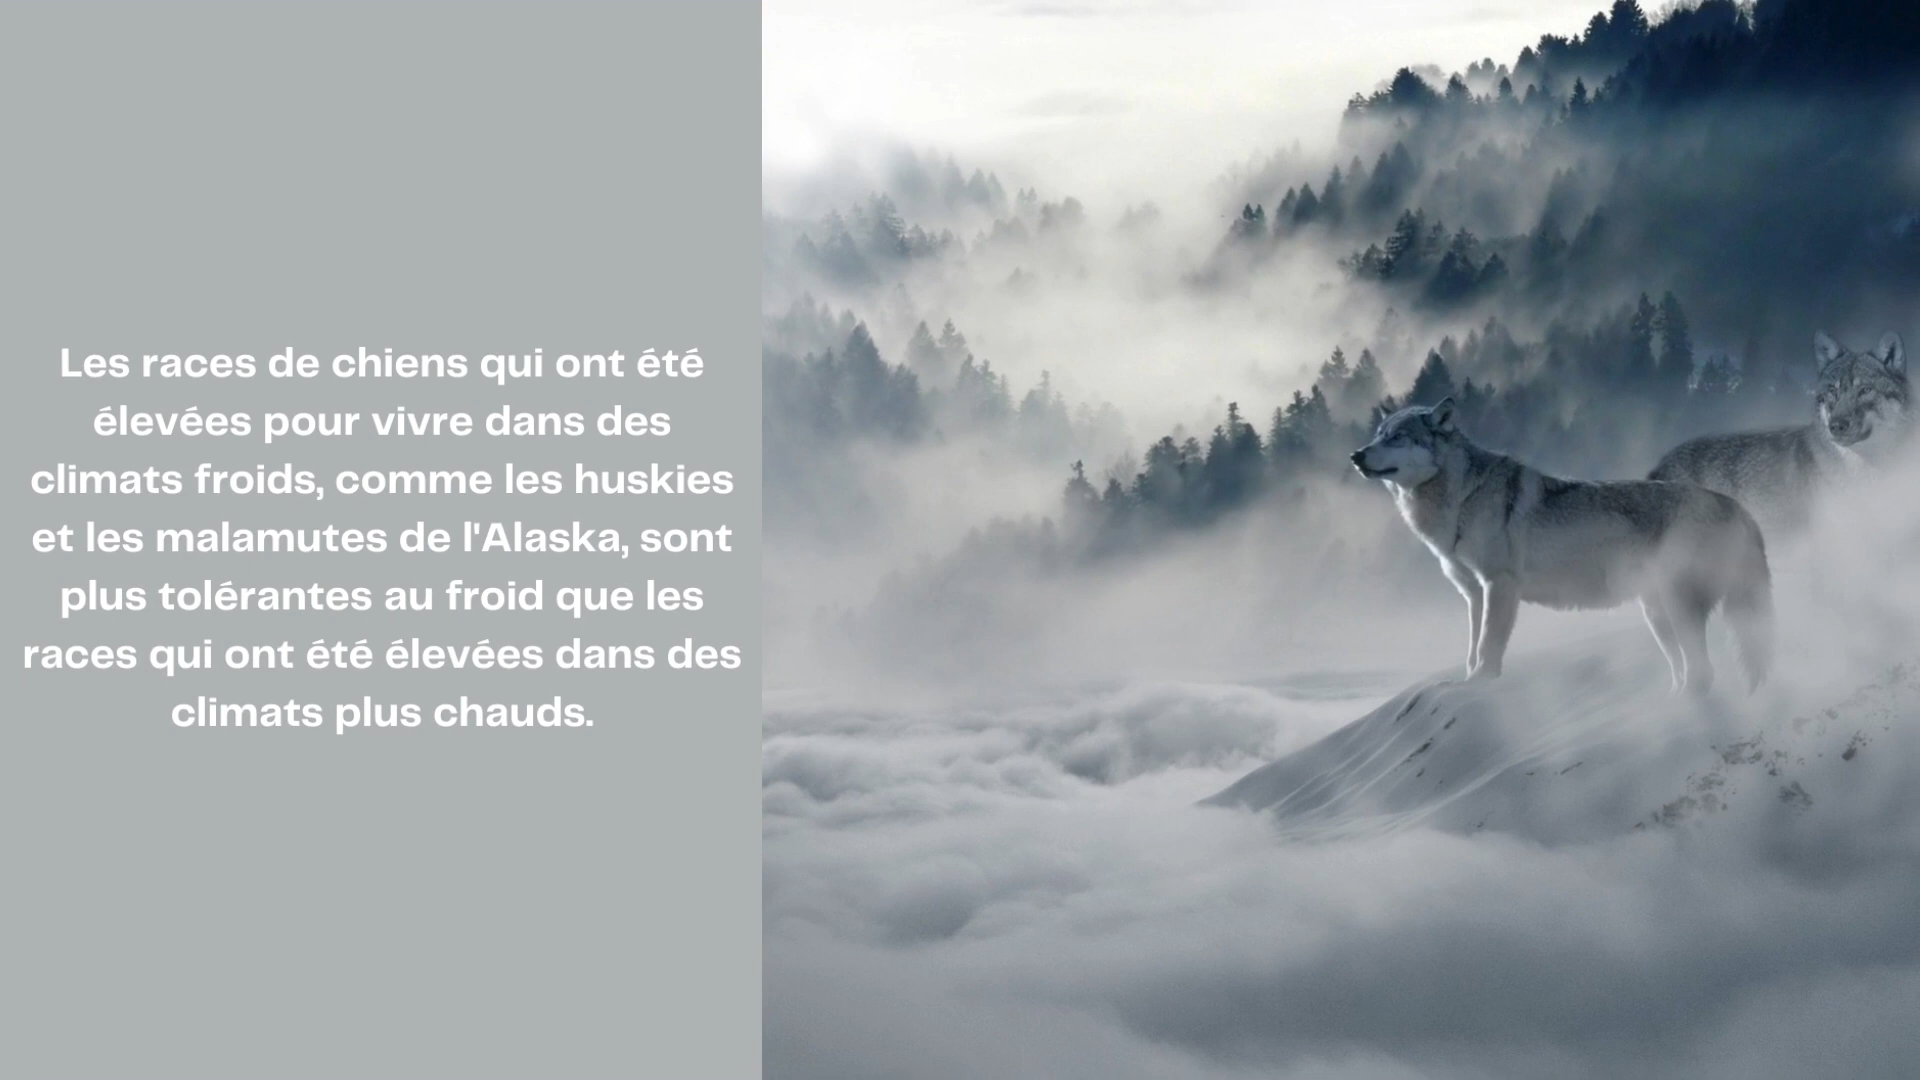 Les races de chiens qui ont été
élevées pour vivre dans des
climats froids, comme les huskies
et les malamutes de l'Alaska, sont
plus tolérantes au froid que les
races qui ont été élevées dans des
climats plus chauds.